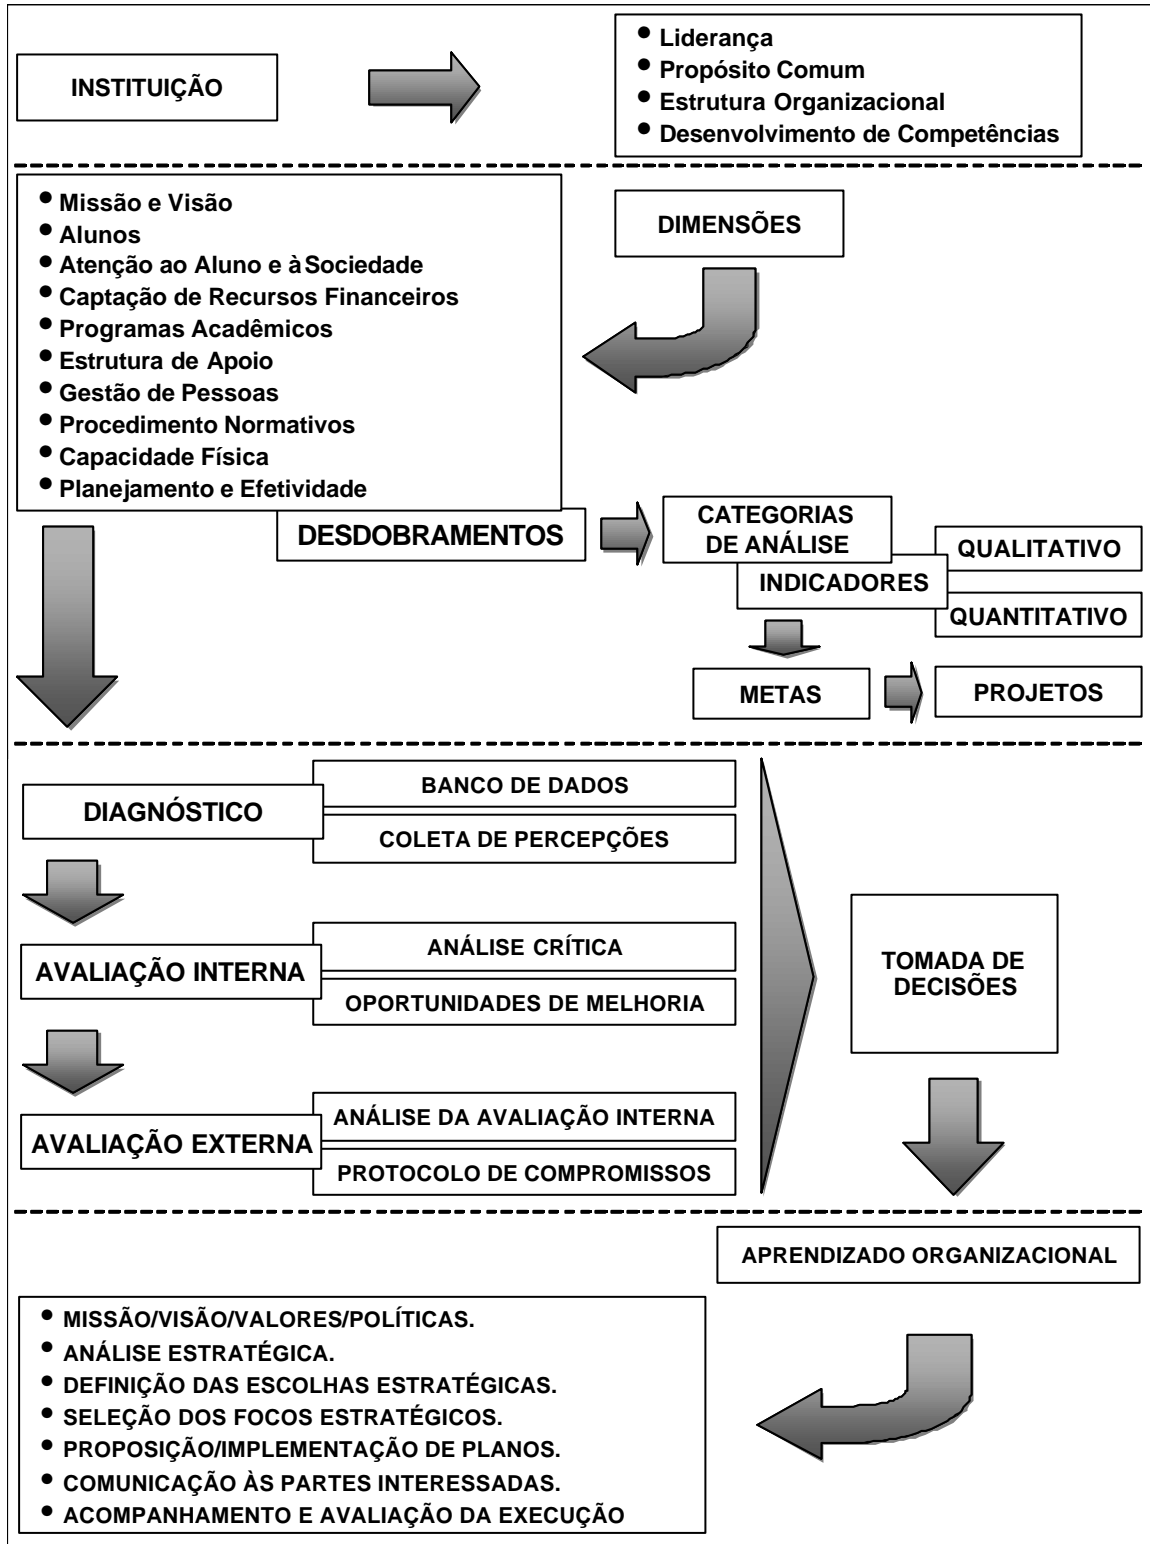 INSTITUIÇÃO
• Liderança
• Propósito Comum
• Estrutura Organizacional
• Desenvolvimento de Competências
• Missão e Visão
• Alunos
• Atenção ao Aluno e à Sociedade
• Captação de Recursos Financeiros
• Programas Acadêmicos
• Estrutura de Apoio
• Gestão de Pessoas
• Procedimento Normativos
• Capacidade Física
• Planejamento e Efetividade
DIMENSÕES
DESDOBRAMENTOS
CATEGORIAS
DE ANÁLISE
INDICADORES
QUALITATIVO
QUANTITATIVO
METAS
PROJETOS
DIAGNÓSTICO
BANCO DE DADOS
COLETA DE PERCEPÇÕES
AVALIAÇÃO INTERNA
ANÁLISE CRÍTICA
OPORTUNIDADES DE MELHORIA
AVALIAÇÃO EXTERNA
ANÁLISE DA AVALIAÇÃO INTERNA
PROTOCOLO DE COMPROMISSOS
TOMADA DE
DECISÕES
APRENDIZADO ORGANIZACIONAL
• MISSÃO/VISÃO/VALORES/POLÍTICAS.
• ANÁLISE ESTRATÉGICA.
• DEFINIÇÃO DAS ESCOLHAS ESTRATÉGICAS.
• SELEÇÃO DOS FOCOS ESTRATÉGICOS.
• PROPOSIÇÃO/IMPLEMENTAÇÃO DE PLANOS.
• COMUNICAÇÃO ÀS PARTES INTERESSADAS.
• ACOMPANHAMENTO E AVALIAÇÃO DA EXECUÇÃO